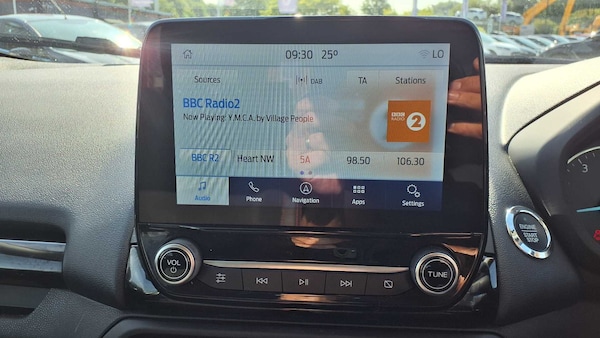 09:30 25°
LO
Sources DAB TA Stations
BBC Radio2
Now Playing: Y.M.C.A. by Village People
BBC
RADIO
2
BBC R2 Heart NW 5A 98.50 106.30
Audio Phone Navigation Apps Settings
VOL
TUNE
ENGINE
START
STOP
3